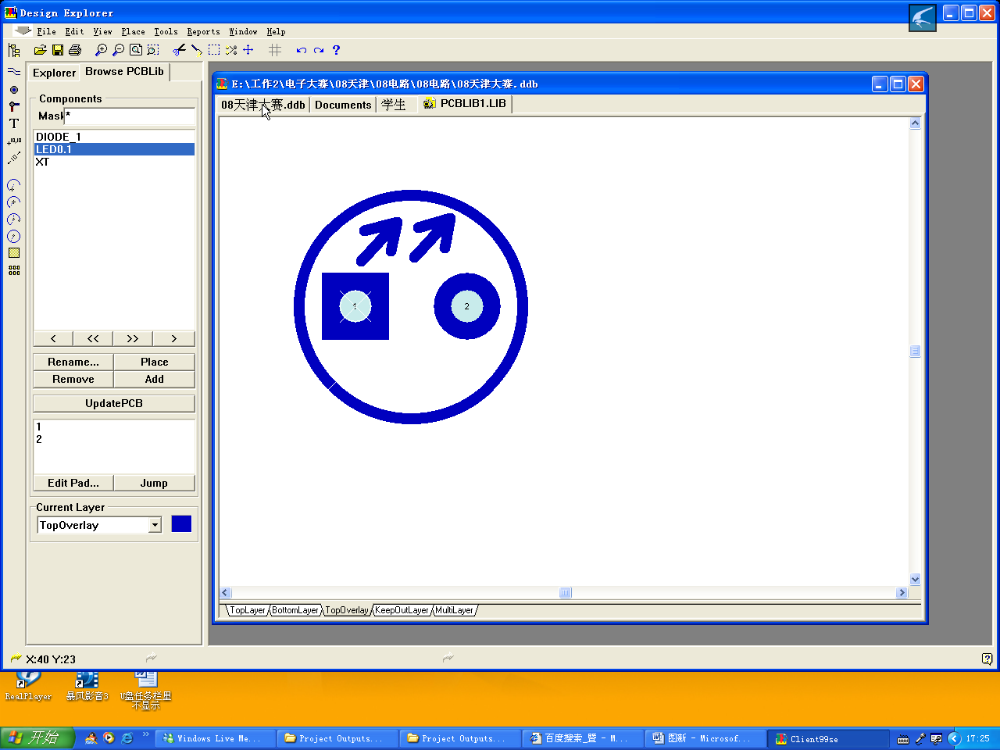 Design Explorer
File Edit View Place Tools Reports Window Help
Explorer Browse PCBLib
Components
Mask *
DIODE_1
LED0.1
XT
< << >> >
Rename... Place
Remove Add
UpdatePCB
1
2
Edit Pad... Jump
Current Layer
TopOverlay
T
+10,10
E:\工作2\电子大赛\08天津\08电路\08电路\08天津大赛.ddb
08天津大赛.ddb Documents 学生 PCBLIB1.LIB
1 2
TopLayer BottomLayer TopOverlay KeepOutLayer MultiLayer
X:40 Y:23
RealPlayer 暴风影音3 U盘任务栏里
不显示
开始 Windows Live Me... Project Outputs... Project Outputs... 百度搜索_暨 - M... 图新 - Microsof... Client99se 17:25